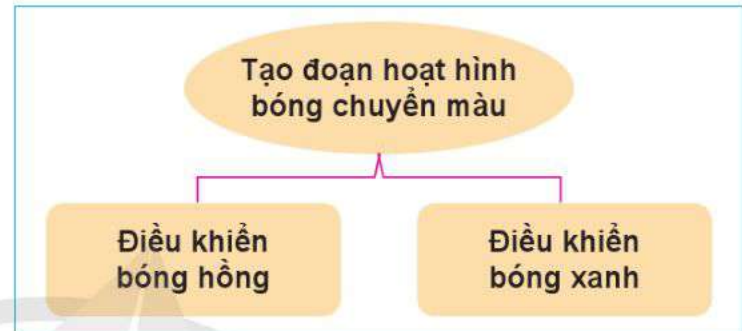 Tạo đoạn hoạt hình
bóng chuyển màu
Điều khiển
bóng hồng
Điều khiển
bóng xanh